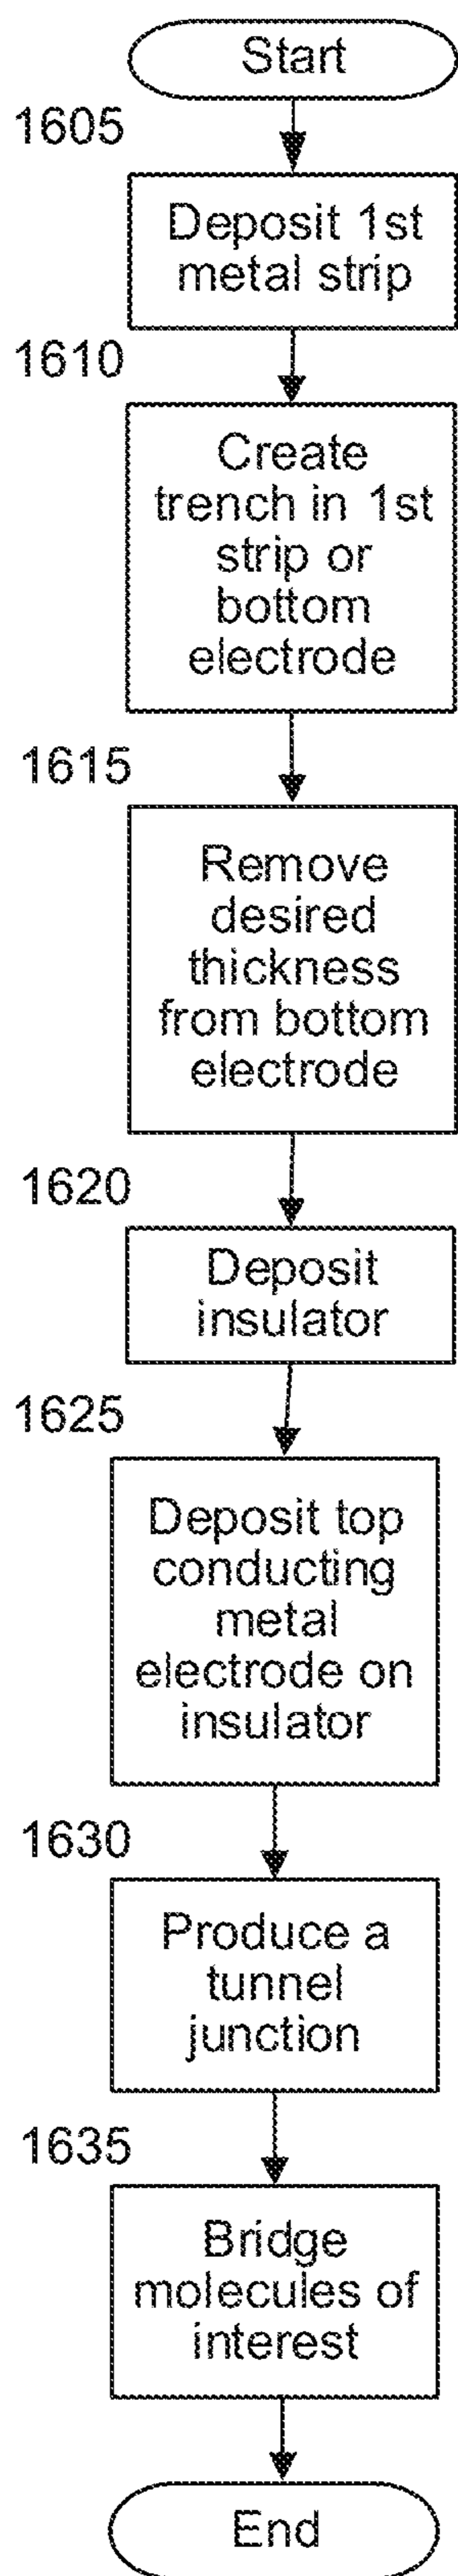 Start
1605
Deposit 1st
metal strip
1610
Create
trench in 1st
strip or
bottom
electrode
1615
Remove
desired
thickness
from bottom
electrode
1620
Deposit
insulator
1625
Deposit top
conducting
metal
electrode on
insulator
1630
Produce a
tunnel
junction
1635
Bridge
molecules of
interest
End